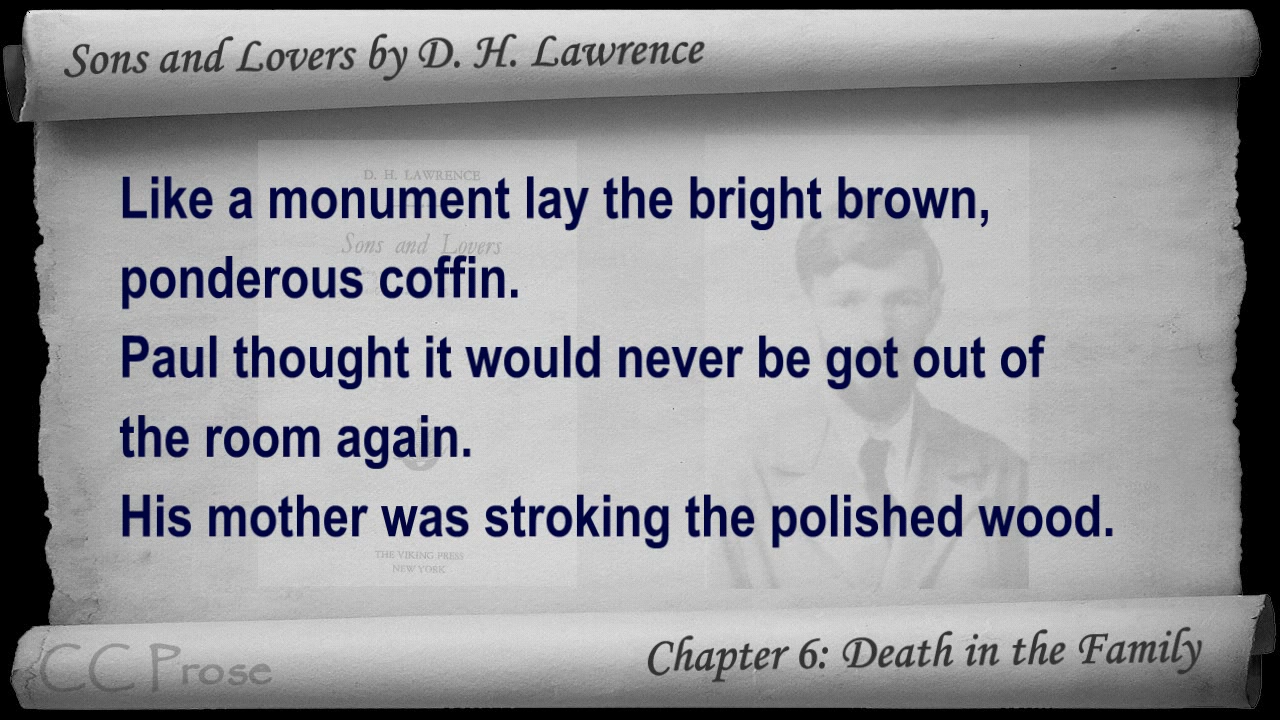 Sons and Lovers by D. H. Lawrence
D. H. LAWRENCE
Sons and Lovers
Like a monument lay the bright brown,
ponderous coffin.
Paul thought it would never be got out of
the room again.
His mother was stroking the polished wood.
THE VIKING PRESS
NEW YORK
CC Prose
Chapter 6: Death in the Family